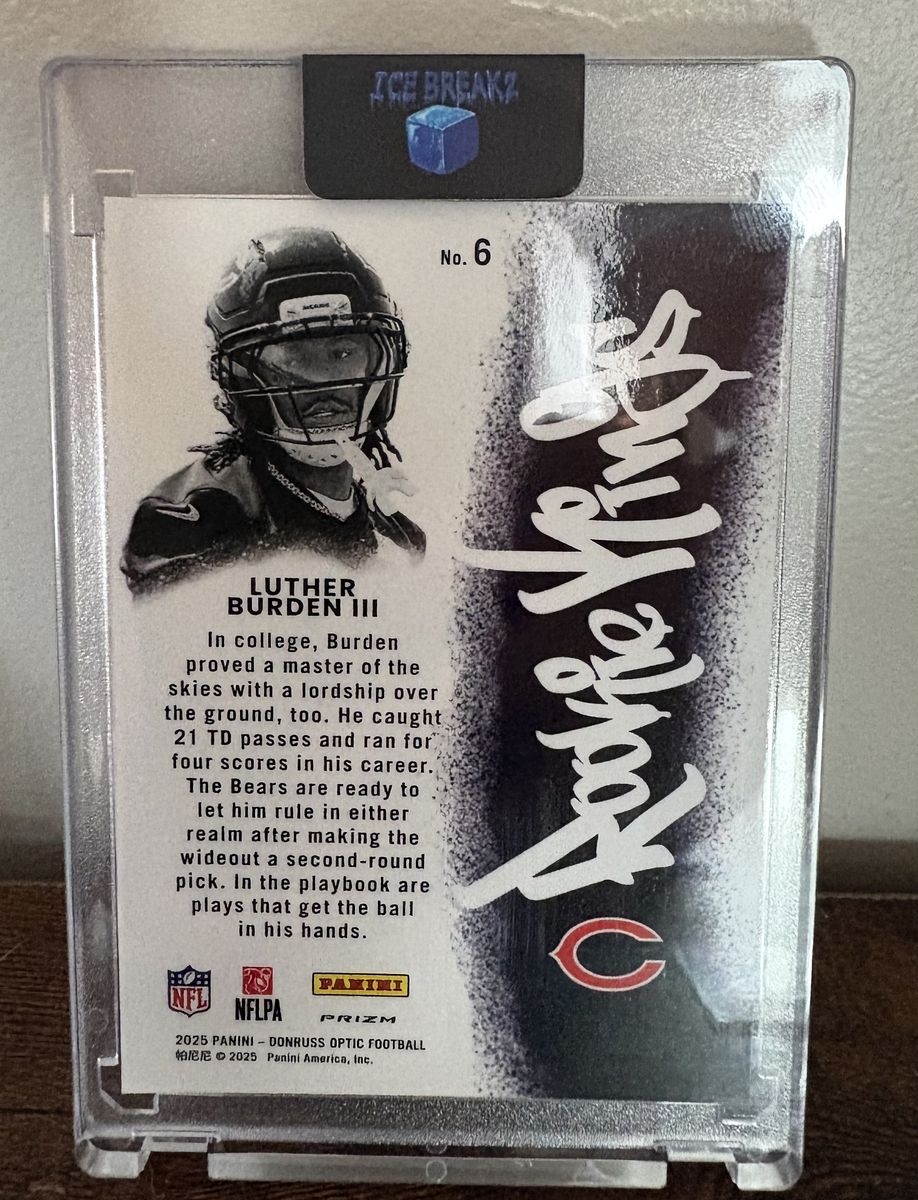 ICE BREAKZ
No. 6
Rookie Kings
LUTHER
BURDEN III
In college, Burden
proved a master of the
skies with a lordship over
the ground, too. He caught
21 TD passes and ran for
four scores in his career.
The Bears are ready to
let him rule in either
realm after making the
wideout a second-round
pick. In the playbook are
plays that get the ball
in his hands.
NFL
NFLPA
PANINI
PRIZM
2025 PANINI – DONRUSS OPTIC FOOTBALL
帕尼尼 © 2025 Panini America, Inc.